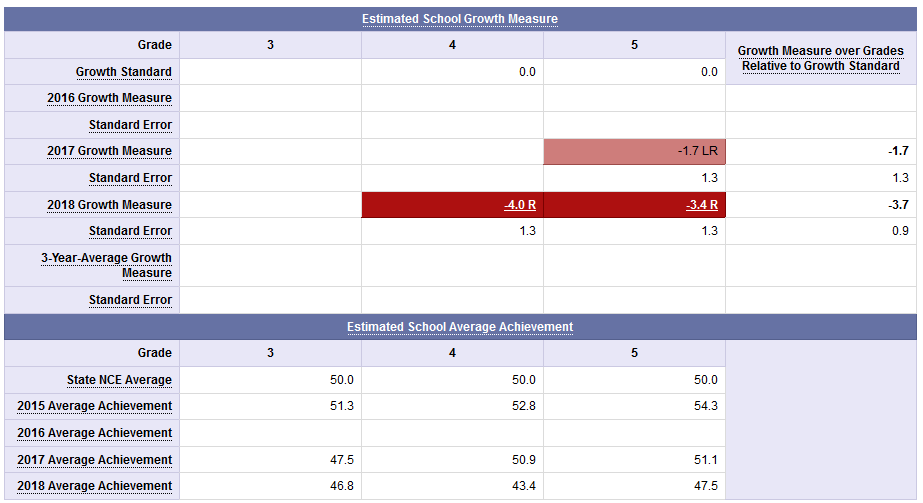 Estimated School Growth Measure
Grade 3 4 5 Growth Measure over Grades
Relative to Growth Standard
Growth Standard 0.0 0.0
2016 Growth Measure
Standard Error
2017 Growth Measure -1.7 LR -1.7
Standard Error 1.3 1.3
2018 Growth Measure -4.0 R -3.4 R -3.7
Standard Error 1.3 1.3 0.9
3-Year-Average Growth
Measure
Standard Error
Estimated School Average Achievement
Grade 3 4 5
State NCE Average 50.0 50.0 50.0
2015 Average Achievement 51.3 52.8 54.3
2016 Average Achievement
2017 Average Achievement 47.5 50.9 51.1
2018 Average Achievement 46.8 43.4 47.5